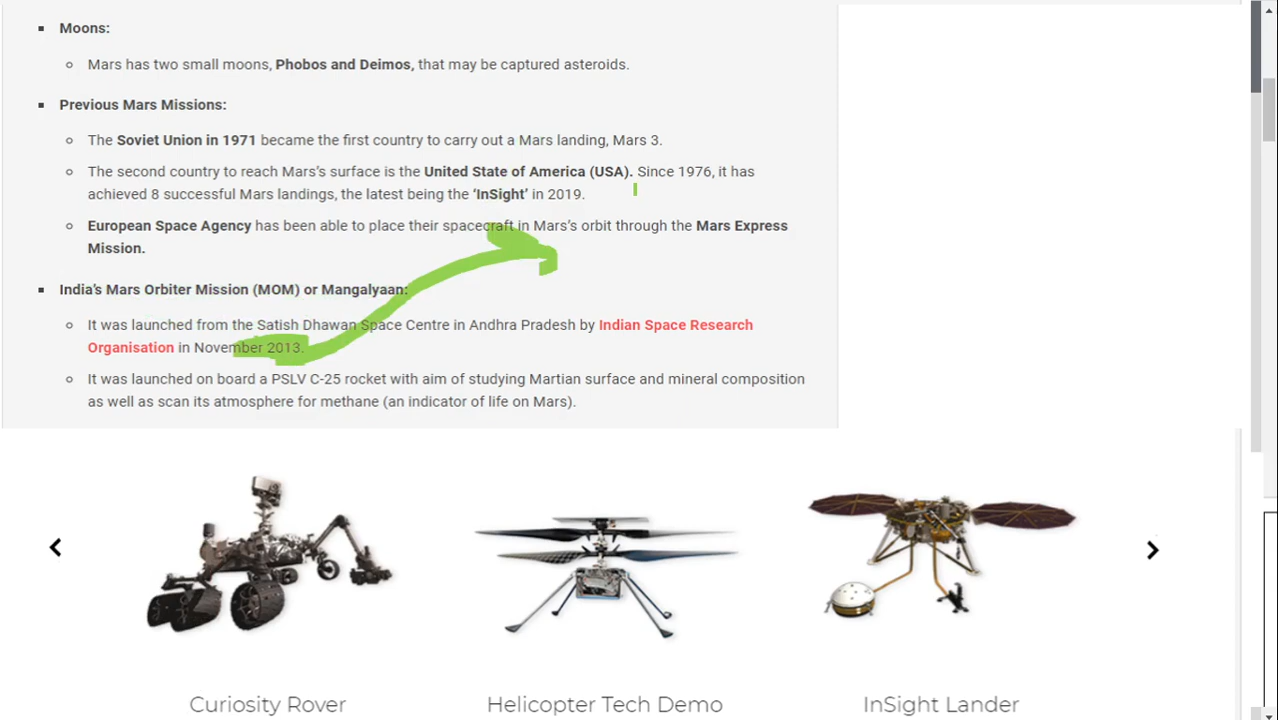 Moons:
Mars has two small moons, Phobos and Deimos, that may be captured asteroids.
Previous Mars Missions:
The Soviet Union in 1971 became the first country to carry out a Mars landing, Mars 3.
The second country to reach Mars's surface is the United State of America (USA). Since 1976, it has
achieved 8 successful Mars landings, the latest being the ‘InSight’ in 2019.
European Space Agency has been able to place their spacecraft in Mars's orbit through the Mars Express
Mission.
India's Mars Orbiter Mission (MOM) or Mangalyaan:
It was launched from the Satish Dhawan Space Centre in Andhra Pradesh by Indian Space Research
Organisation in November 2013.
It was launched on board a PSLV C-25 rocket with aim of studying Martian surface and mineral composition
as well as scan its atmosphere for methane (an indicator of life on Mars).
Curiosity Rover
Helicopter Tech Demo
InSight Lander